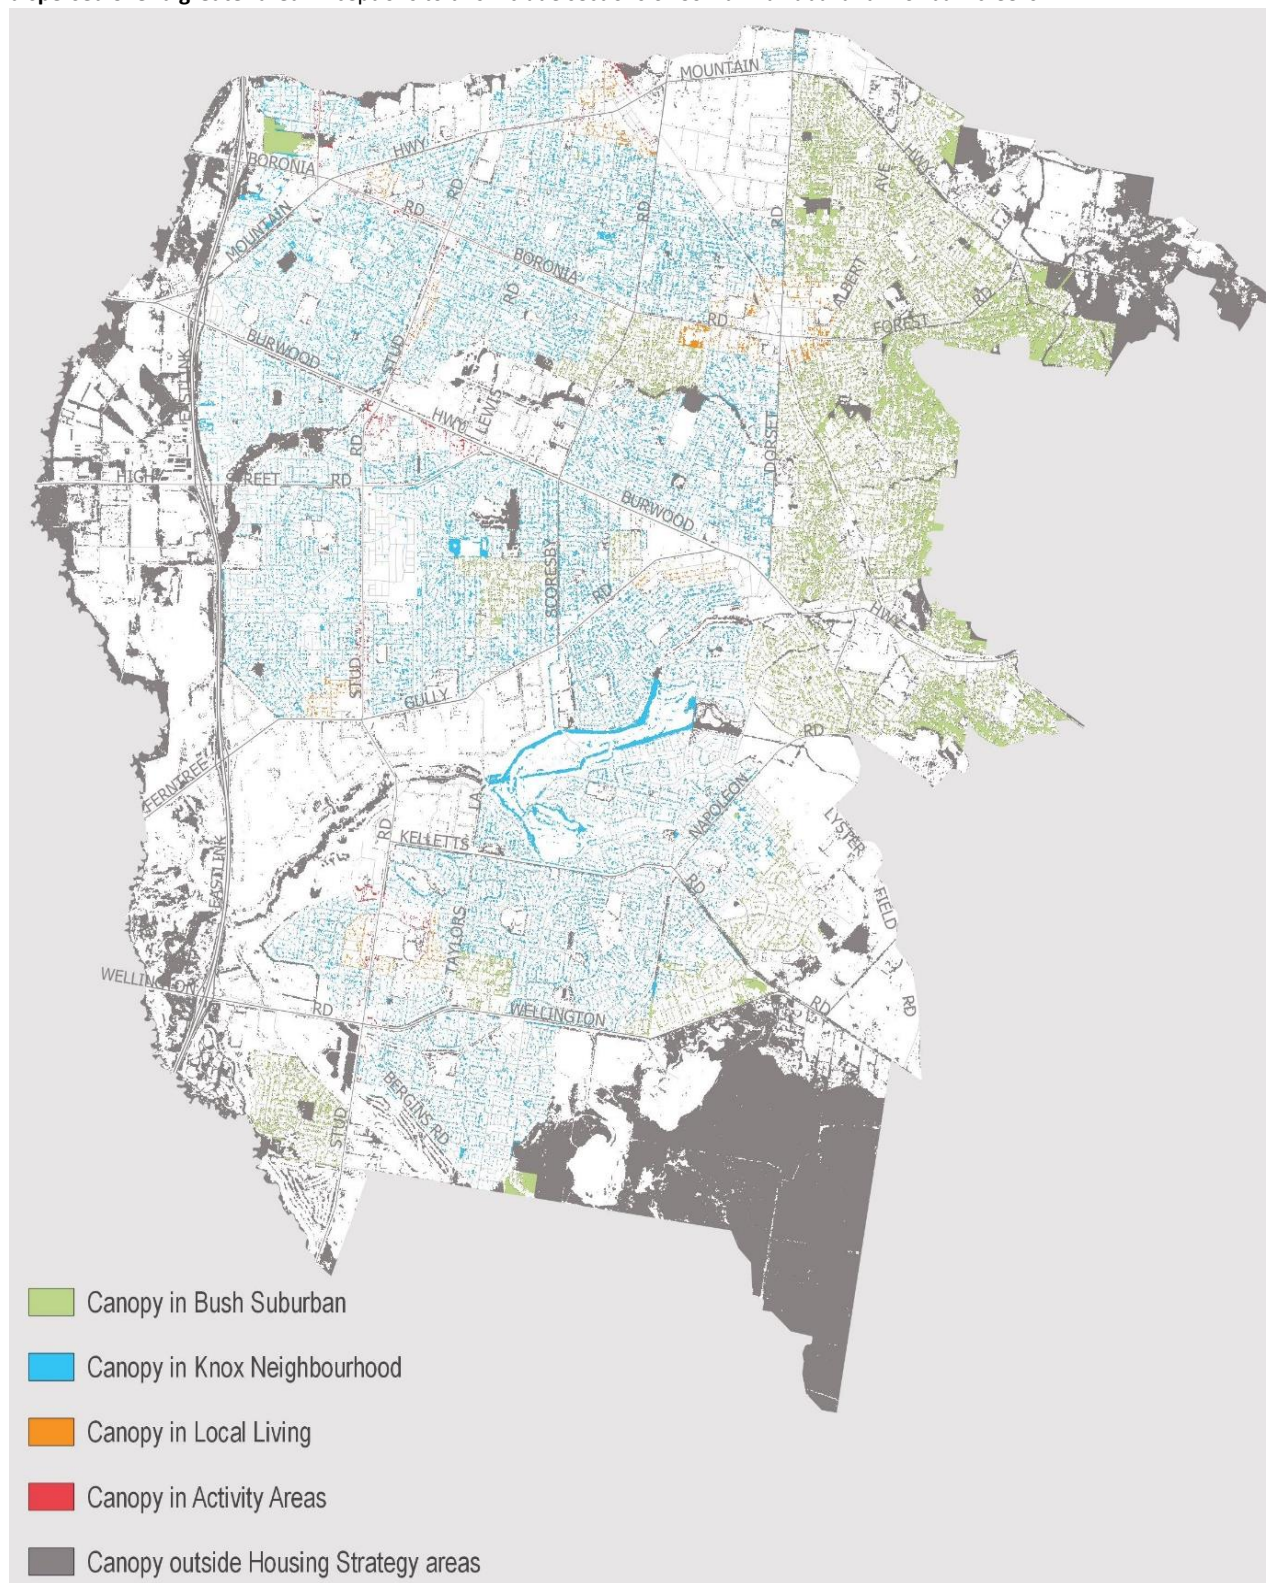 MOUNTAIN
HWY
BORONIA
HWY
AVE
RD
RD
RD
RD
MOUNTAIN
BORONIA
RD
ALBERT
RD
RD
FOREST
BURWOOD
STUD
EASTLINK
LEWIS
HWY
RD
DORSET
HIGH
STREET
RD
BURWOOD
SCORESBY
RD
HWY
STUD
GULLY
RD
FERNTREE
NAPOLEON
LA
LYSTER
RD
KELLETTS
EASTLINK
RD
FIELD
TAYLORS
WELLINGTON
RD
WELLINGTON
RD
RD
BERGINS RD
STUD
Canopy in Bush Suburban
Canopy in Knox Neighbourhood
Canopy in Local Living
Canopy in Activity Areas
Canopy outside Housing Strategy areas